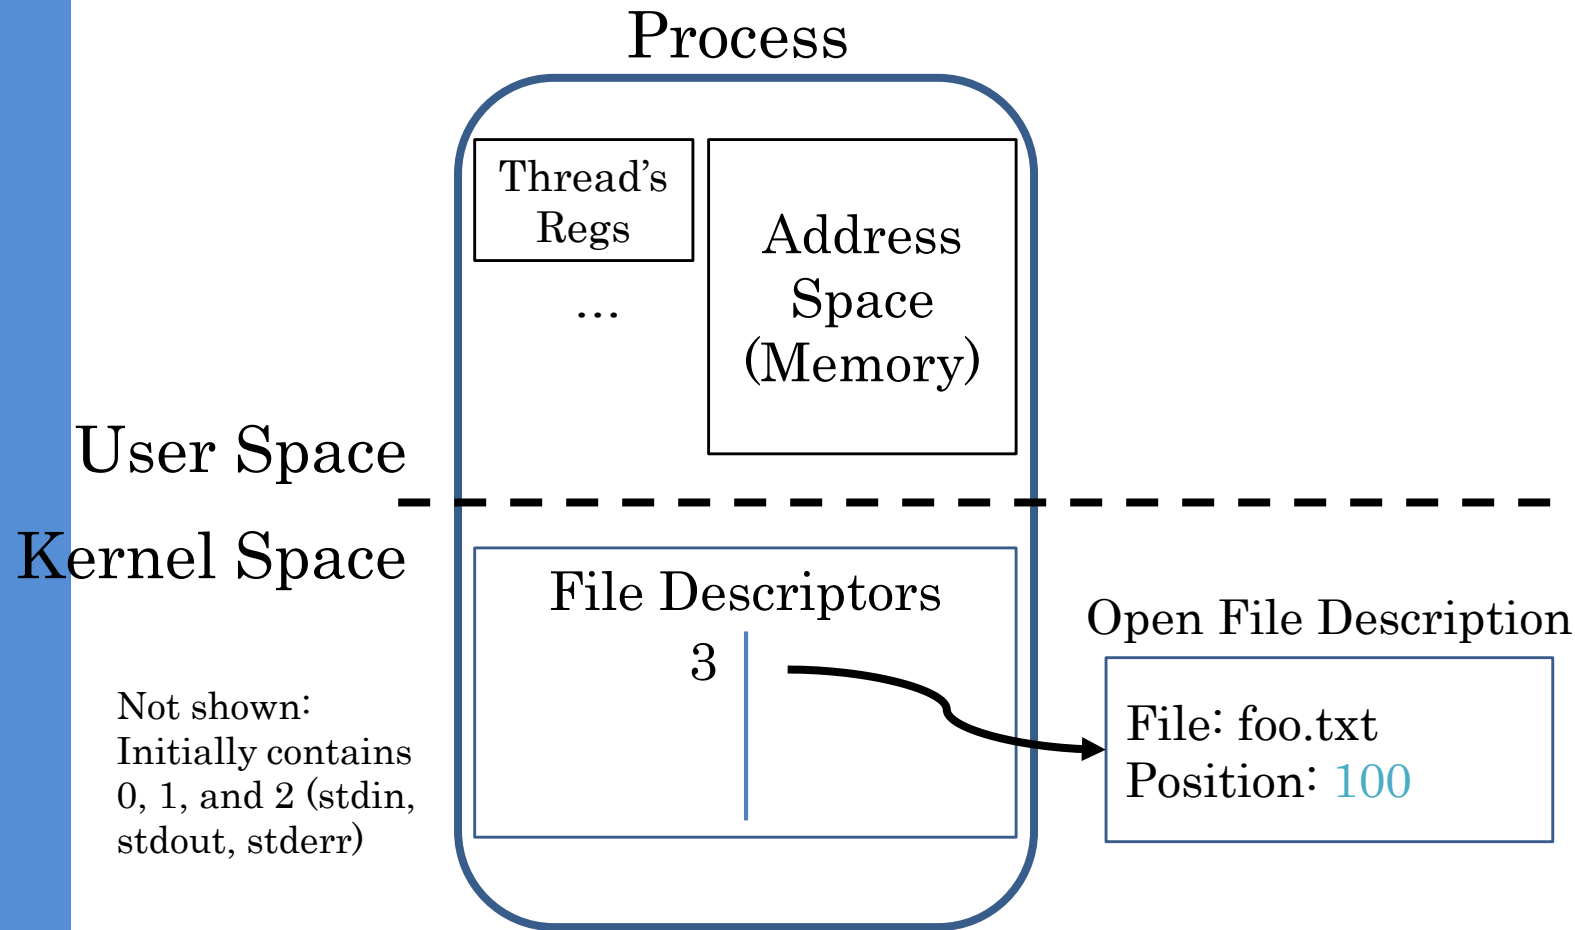 Process
Thread’s
Regs
…
Address
Space
(Memory)
User Space
Kernel Space
File Descriptors
3
Open File Description
File: foo.txt
Position: 100
Not shown:
Initially contains
0, 1, and 2 (stdin,
stdout, stderr)